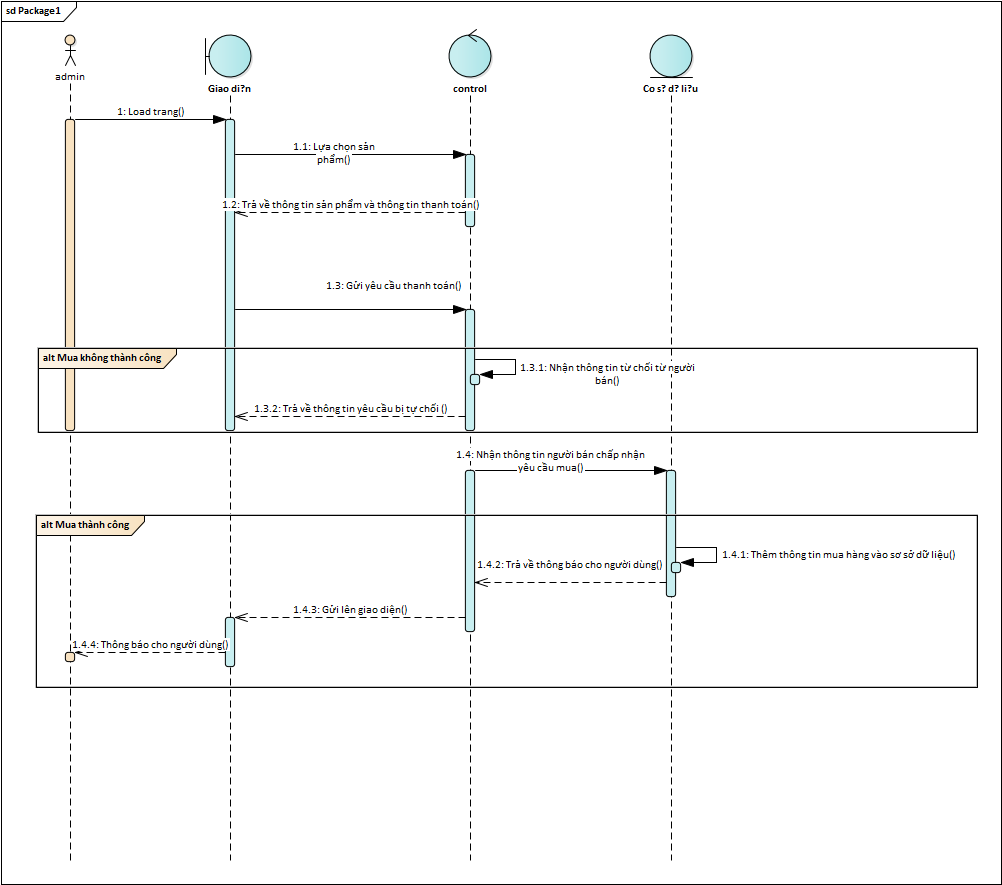 sd Package1
admin
Giao di?n
control
Co s? d? li?u
1: Load trang()
1.1: Lựa chọn sản
phẩm()
1.2: Trả về thông tin sản phẩm và thông tin thanh toán()
1.3: Gửi yêu cầu thanh toán()
alt Mua không thành công
1.3.1: Nhận thông tin từ chối từ người
bán()
1.3.2: Trả về thông tin yêu cầu bị tự chối ()
1.4: Nhận thông tin người bán chấp nhận
yêu cầu mua()
alt Mua thành công
1.4.1: Thêm thông tin mua hàng vào sơ sở dữ liệu()
1.4.2: Trả về thông báo cho người dùng()
1.4.3: Gửi lên giao diện()
1.4.4: Thông báo cho người dùng()